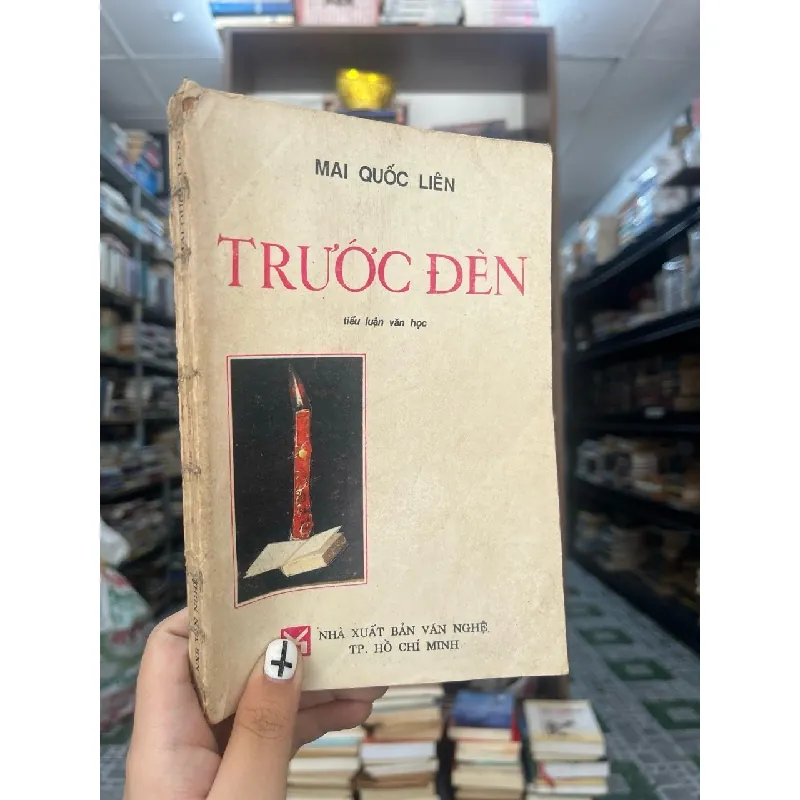 MAI QUỐC LIÊN
TRƯỚC ĐÈN
tiểu luận văn học
NHÀ XUẤT BẢN VĂN NGHỆ
TP. HỒ CHÍ MINH